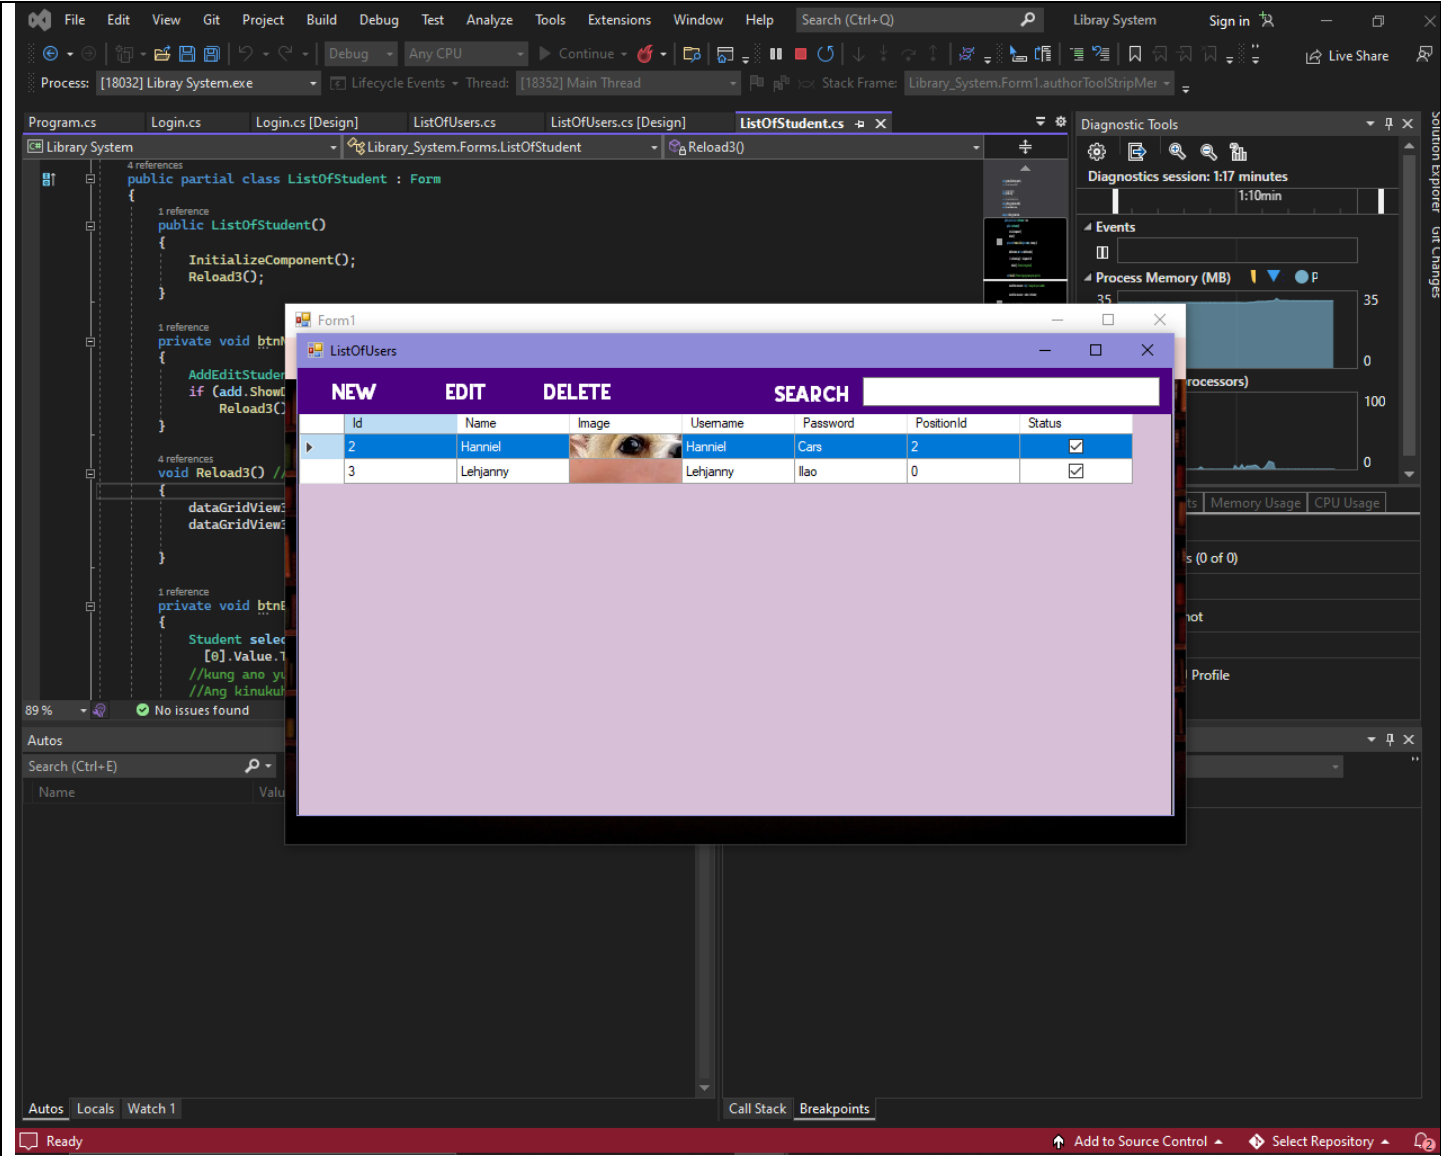 File Edit View Git Project Build Debug Test Analyze Tools Extensions Window Help Search (Ctrl+Q) Libray System Sign in
Debug Any CPU Continue Live Share
Process: [18032] Libray System.exe Lifecycle Events Thread: [18352] Main Thread Stack Frame: Library_System.Form1.authorToolStripMer
Program.cs Login.cs Login.cs [Design] ListOfUsers.cs ListOfUsers.cs [Design] ListOfStudent.cs
Library System Library_System.Forms.ListOfStudent Reload3()
4 references
public partial class ListOfStudent : Form
{
1 reference
public ListOfStudent()
{
InitializeComponent();
Reload3();
}
1 reference
private void btnN
{
AddEditStuden
if (add.ShowD
Reload3()
}
4 references
void Reload3() //
{
dataGridView3
dataGridView3
}
1 reference
private void btnE
{
Student selec
[0].Value.T
//kung ano yu
//Ang kinukuh
89 % No issues found
Diagnostic Tools
Diagnostics session: 1:17 minutes
1:10min
Events
Process Memory (MB) P
35 35
0
rocessors)
100
0
ts Memory Usage CPU Usage
s (0 of 0)
hot
Profile
Solution Explorer Git Changes
Form1
ListOfUsers
NEW EDIT DELETE SEARCH
Id Name Image Username Password PositionId Status
2 Hanniel Hanniel Cars 2
3 Lehjanny Lehjanny llao 0
Autos
Search (Ctrl+E)
Name Valu
Autos Locals Watch 1
Call Stack Breakpoints
Ready Add to Source Control Select Repository 2